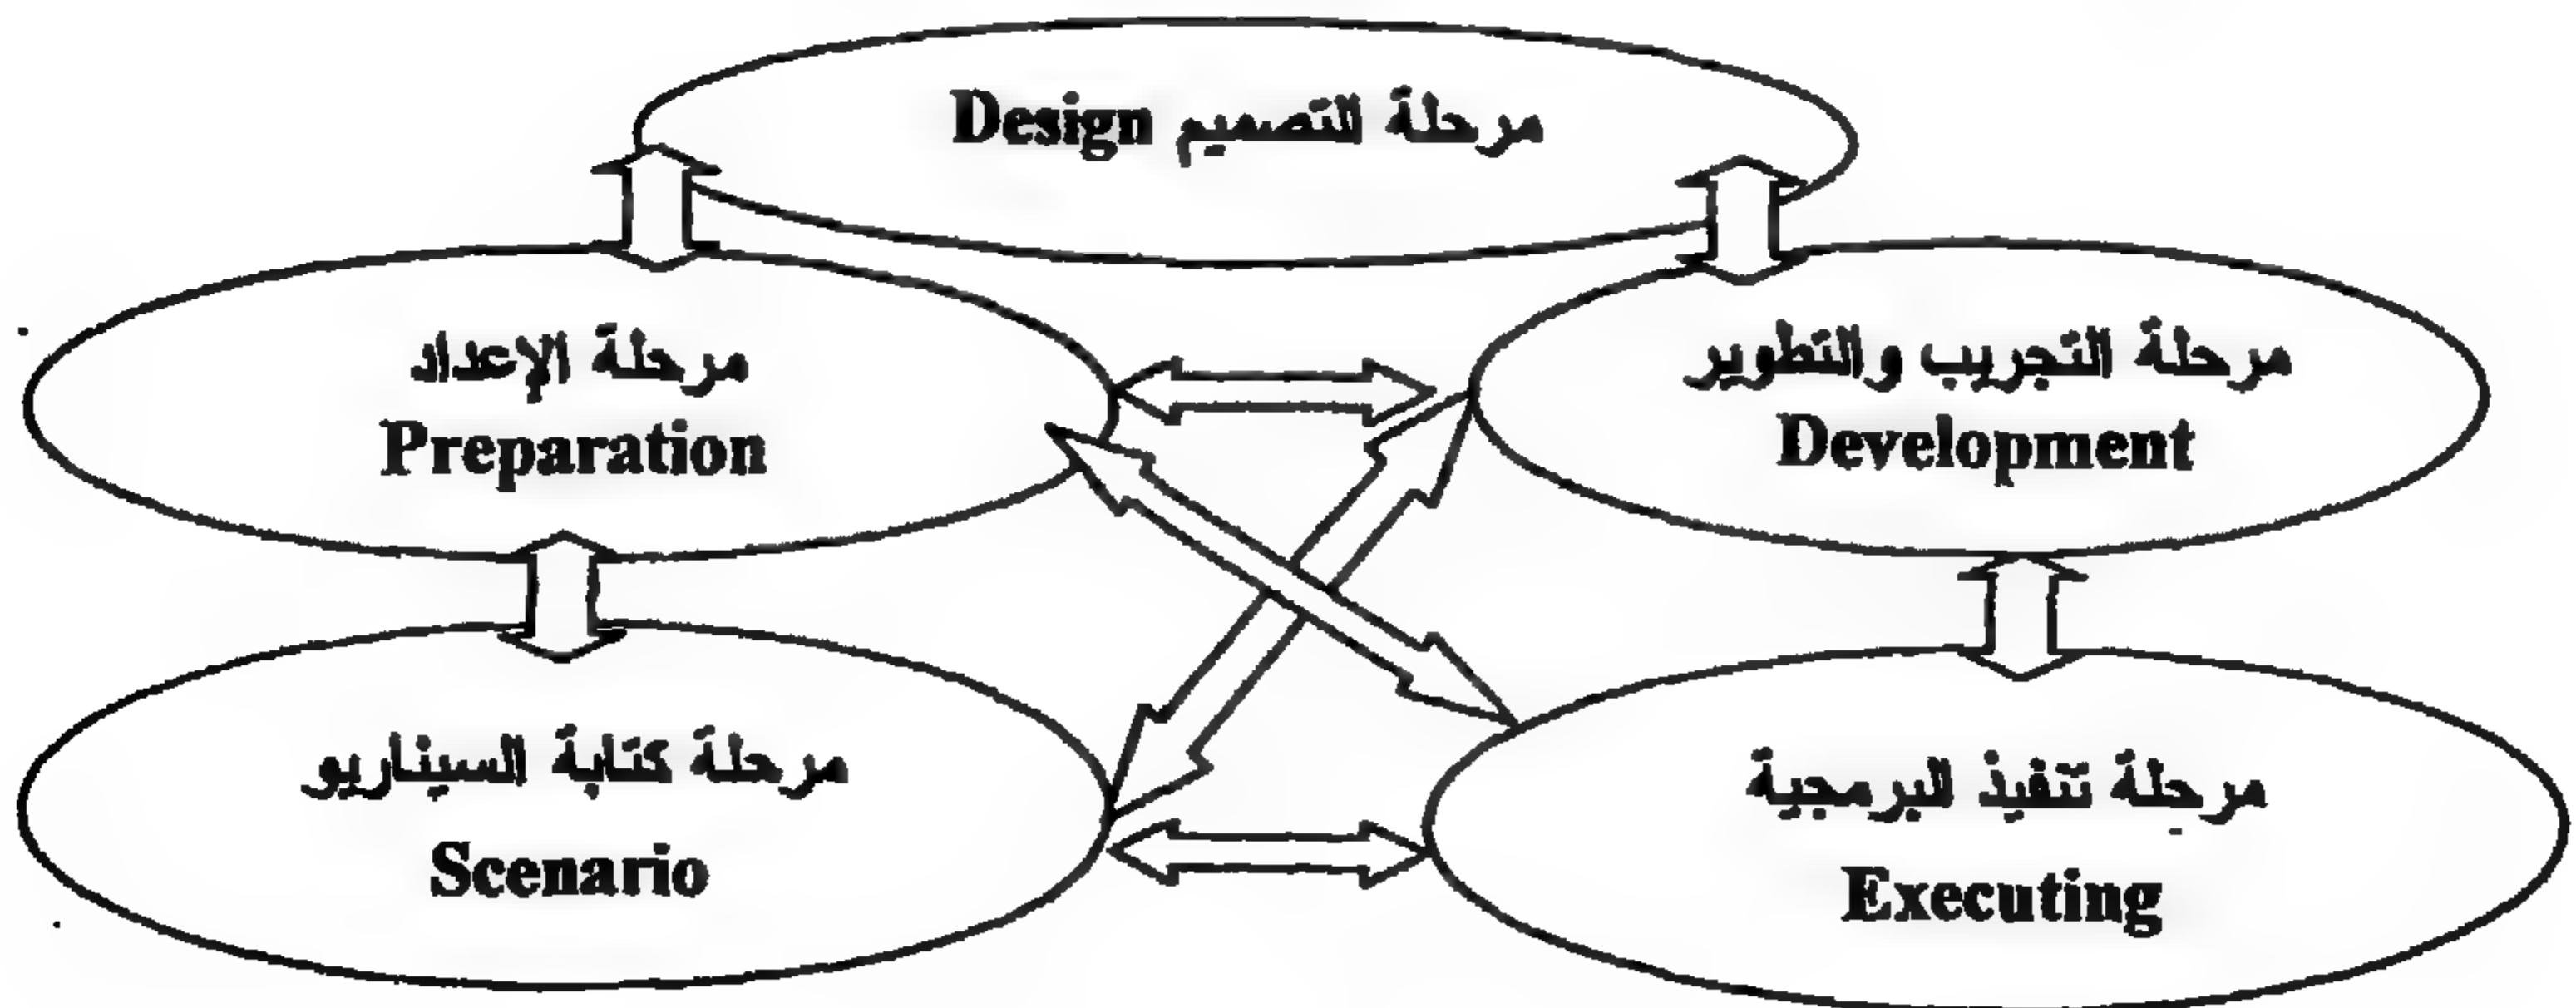 مرحلة التصميم Design
مرحلة الإعداد
Preparation
مرحلة التجريب والتطوير
Development
مرحلة كتابة السيناريو
Scenario
مرحلة تنفيذ البرمجية
Executing